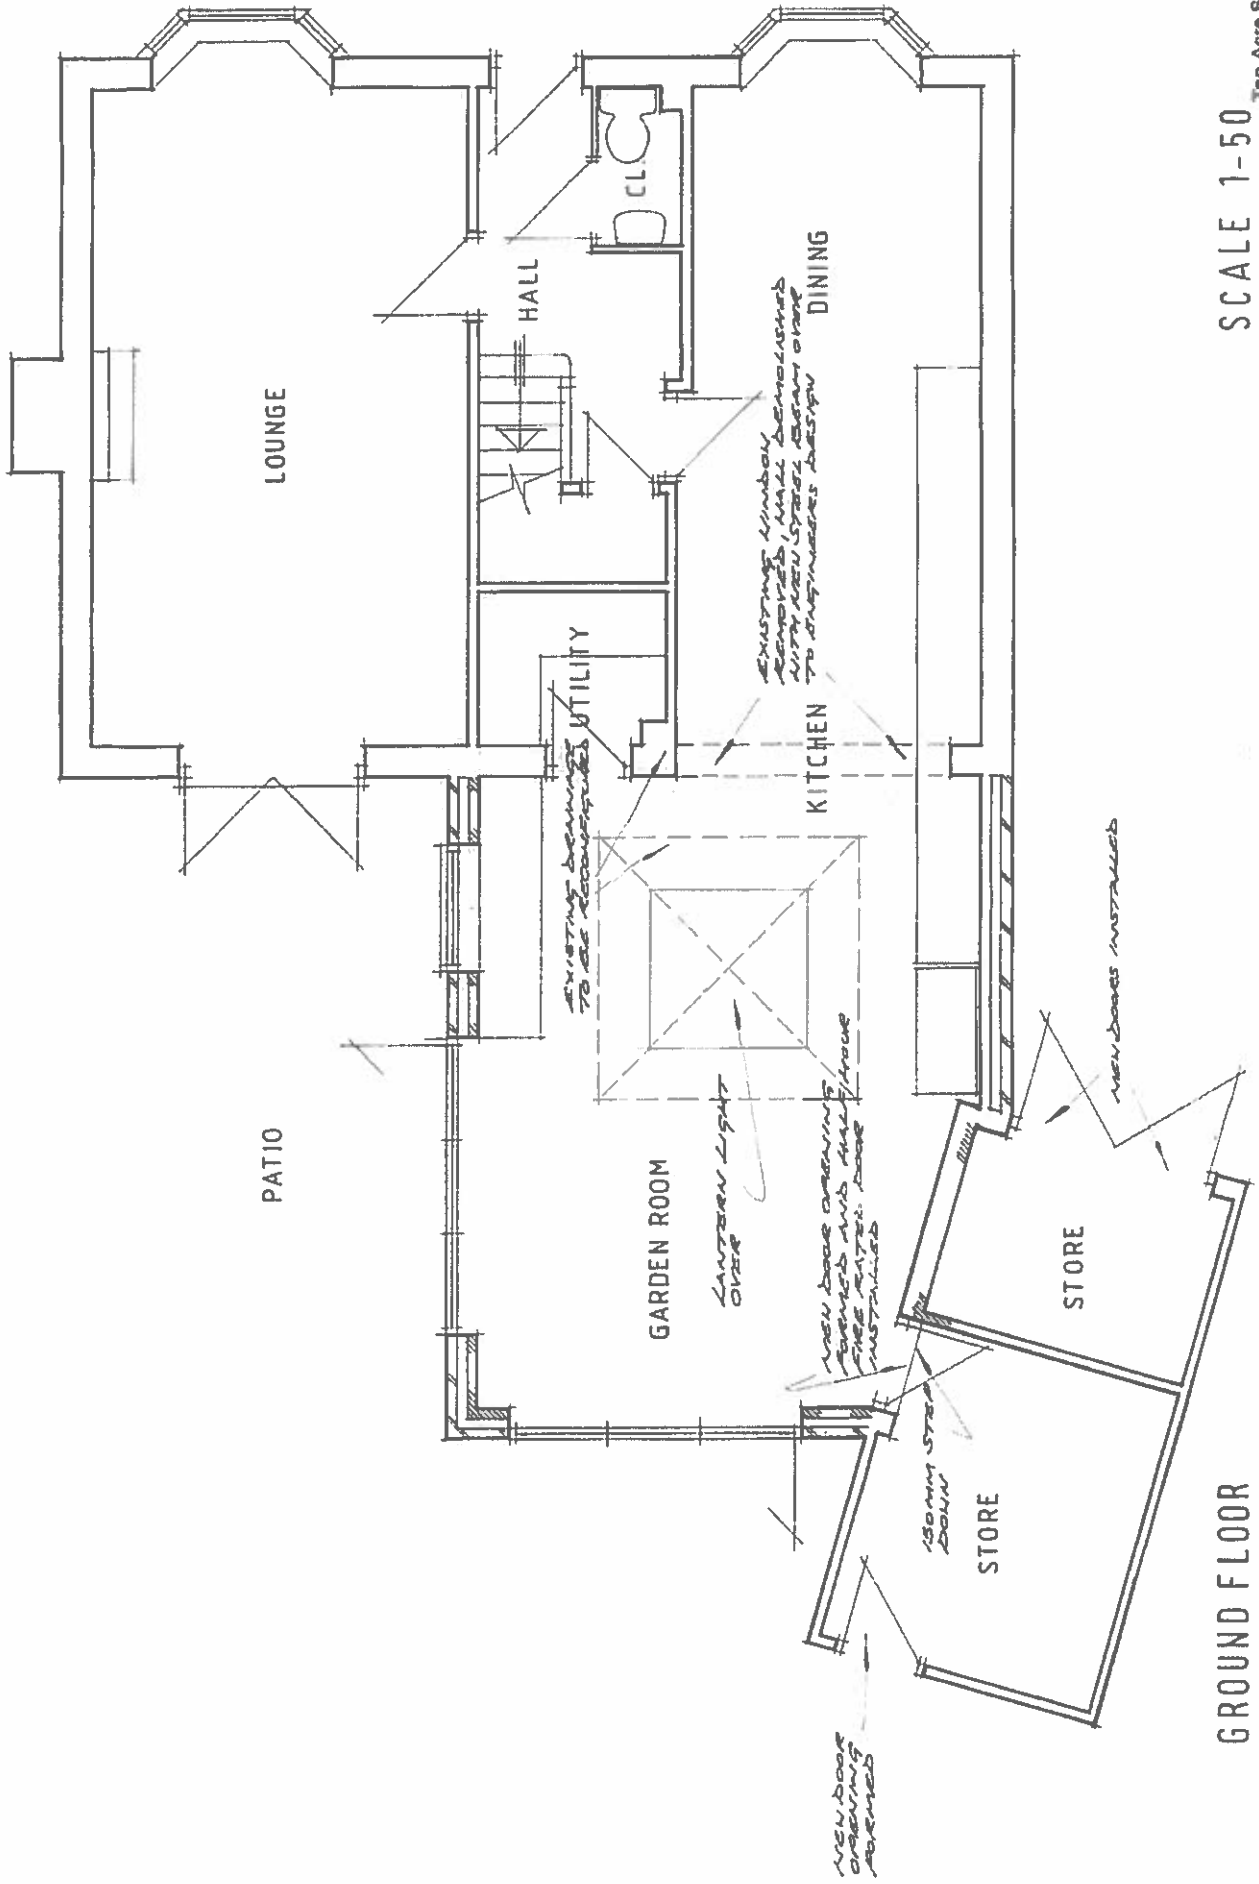 LOUNGE
HALL
CL.
DINING
UTILITY
KITCHEN
EXISTING WINDOW
REMOVED, WALL DEMOLISHED
WITH NEW STEEL BEAM OVER
TO ENGINEERS DESIGN
EXISTING DRAINAGE
TO BE RECONFIGURED
PATIO
GARDEN ROOM
LANTERN LIGHT
OVER
NEW DOOR OPENING
FORMED AND HALF/HOUR
FIRE RATED DOOR
INSTALLED
NEW DOORS INSTALLED
STORE
150MM STEP
DOWN
STORE
NEW DOOR
OPENING
FORMED
GROUND FLOOR
SCALE 1-50